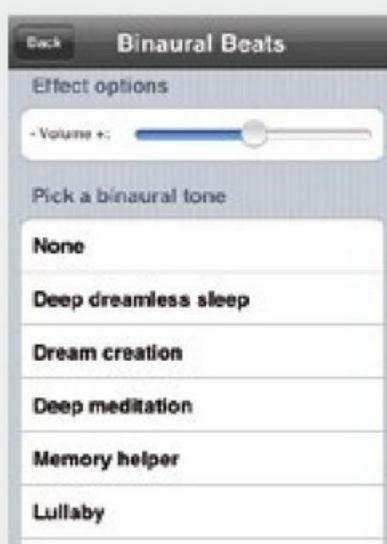 Back
Binaural Beats
Effect options
- Volume +:
Pick a binaural tone
None
Deep dreamless sleep
Dream creation
Deep meditation
Memory helper
Lullaby